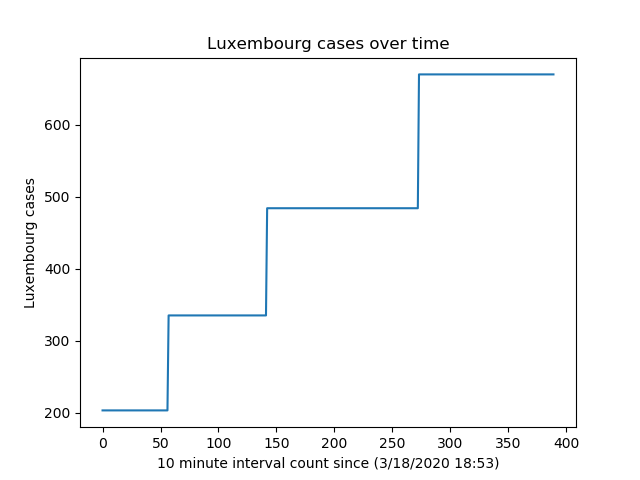 Luxembourg cases over time
Luxembourg cases
600
500
400
300
200
0 50 100 150 200 250 300 350 400
10 minute interval count since (3/18/2020 18:53)